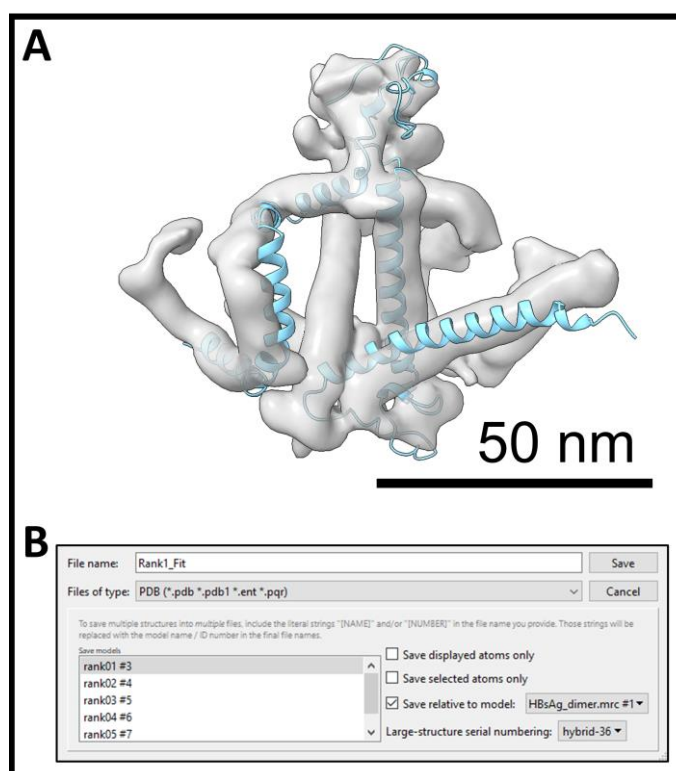 A
50 nm
B
File name: Rank1_Fit Save
Files of type: PDB (*.pdb *.pdb1 *.ent *.pqr) Cancel
To save multiple structures into multiple files, include the literal strings "[NAME]" and/or "[NUMBER]" in the file name you provide. Those strings will be
replaced with the model name / ID number in the final file names.
Save models
rank01 #3
rank02 #4
rank03 #5
rank04 #6
rank05 #7
Save displayed atoms only
Save selected atoms only
Save relative to model: HBsAg_dimer.mrc #1
Large-structure serial numbering: hybrid-36